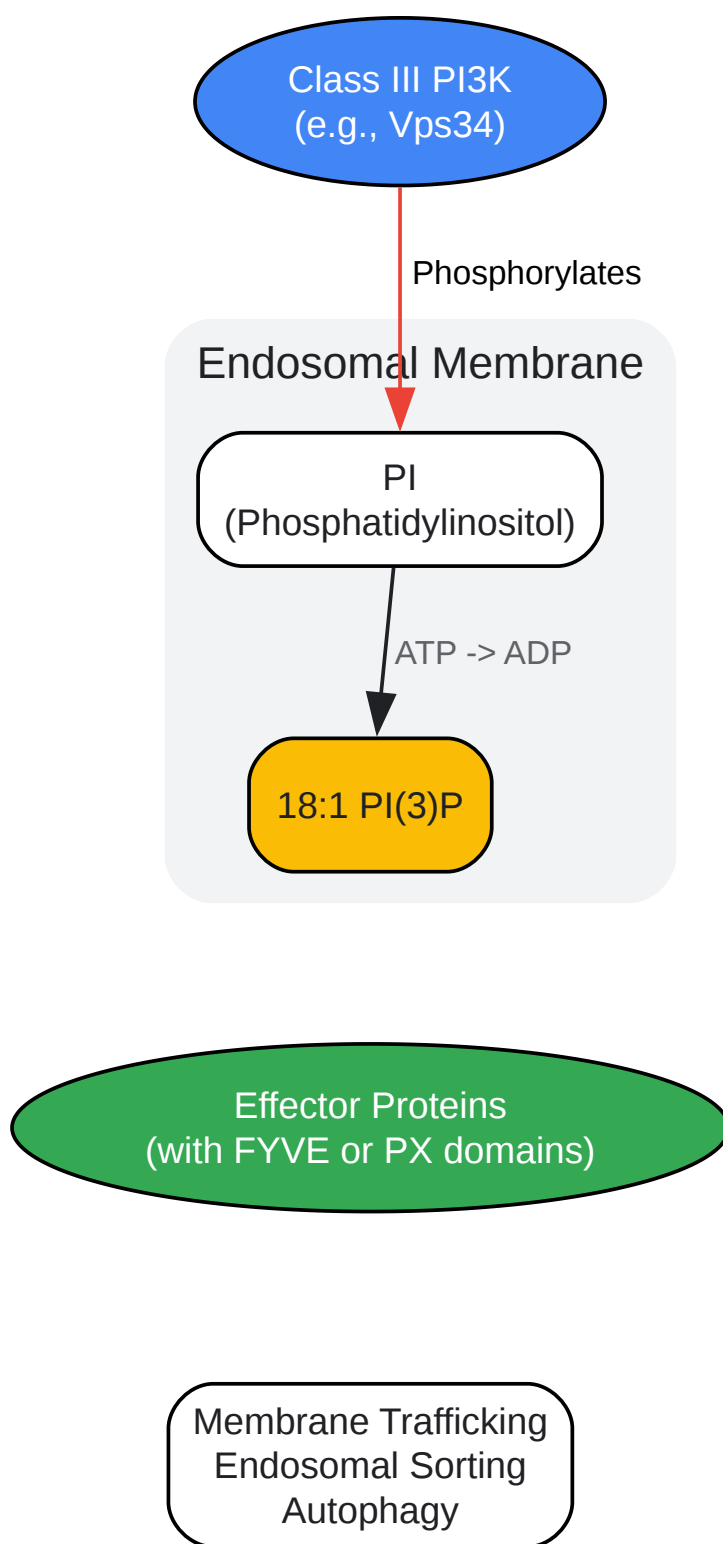 Class III PI3K
(e.g., Vps34)
Phosphorylates
Endosomal Membrane
PI
(Phosphatidylinositol)
ATP -> ADP
18:1 PI(3)P
Effector Proteins
(with FYVE or PX domains)
Membrane Trafficking
Endosomal Sorting
Autophagy